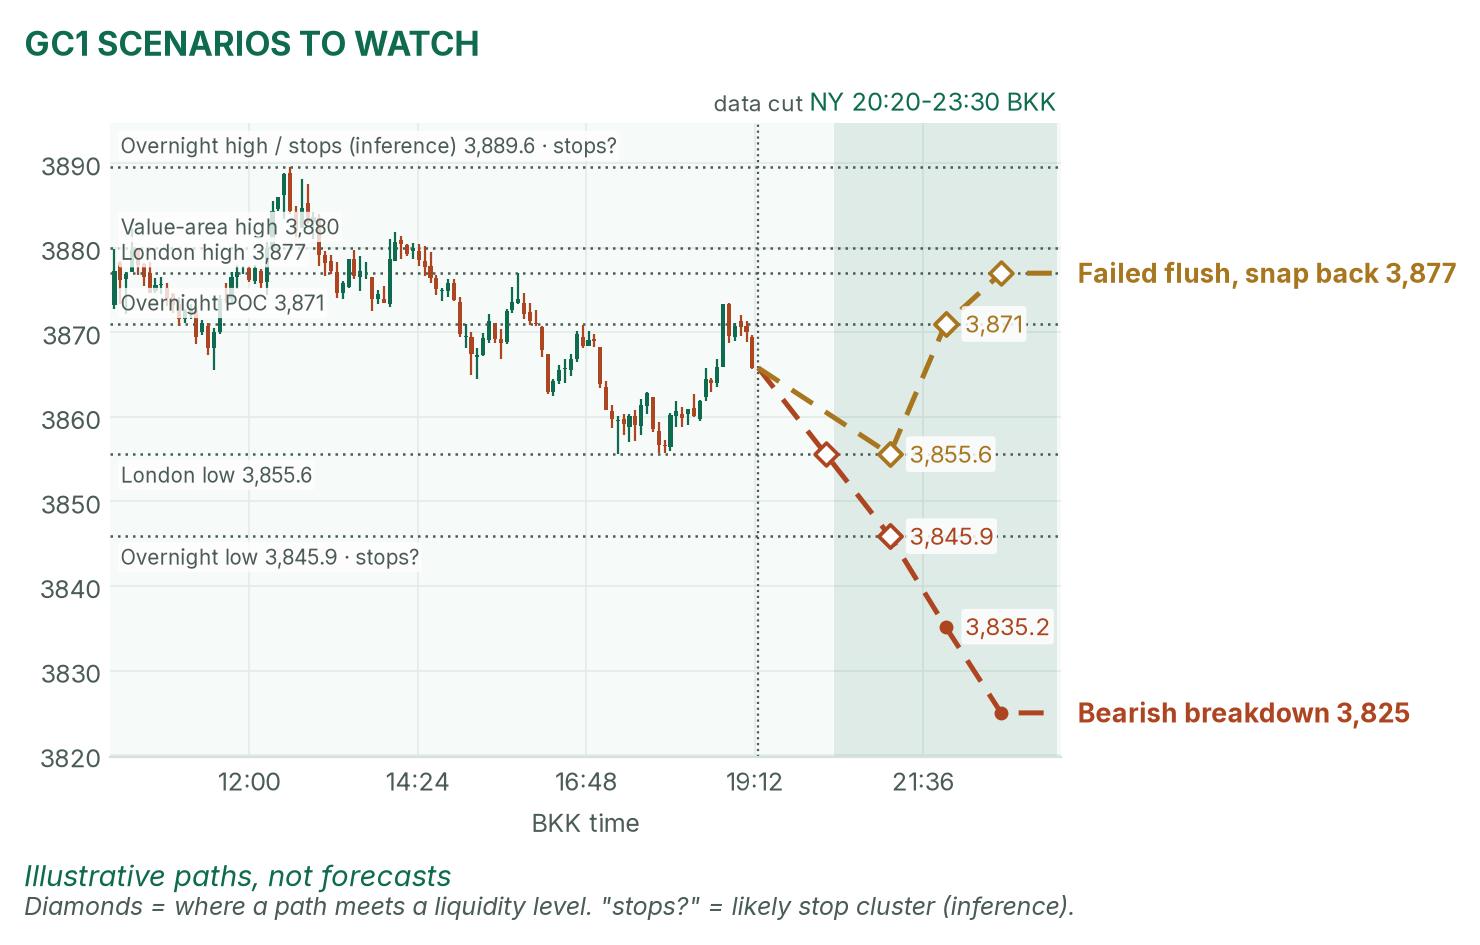 GC1 SCENARIOS TO WATCH
data cut NY 20:20-23:30 BKK
Overnight high / stops (inference) 3,889.6 · stops?
3890
Value-area high 3,880
3880
London high 3,877
Failed flush, snap back 3,877
Overnight POC 3,871
3,871
3870
3860
3,855.6
London low 3,855.6
3850
3,845.9
Overnight low 3,845.9 · stops?
3840
3,835.2
3830
Bearish breakdown 3,825
3820
12:00 14:24 16:48 19:12 21:36
BKK time
Illustrative paths, not forecasts
Diamonds = where a path meets a liquidity level. "stops?" = likely stop cluster (inference).